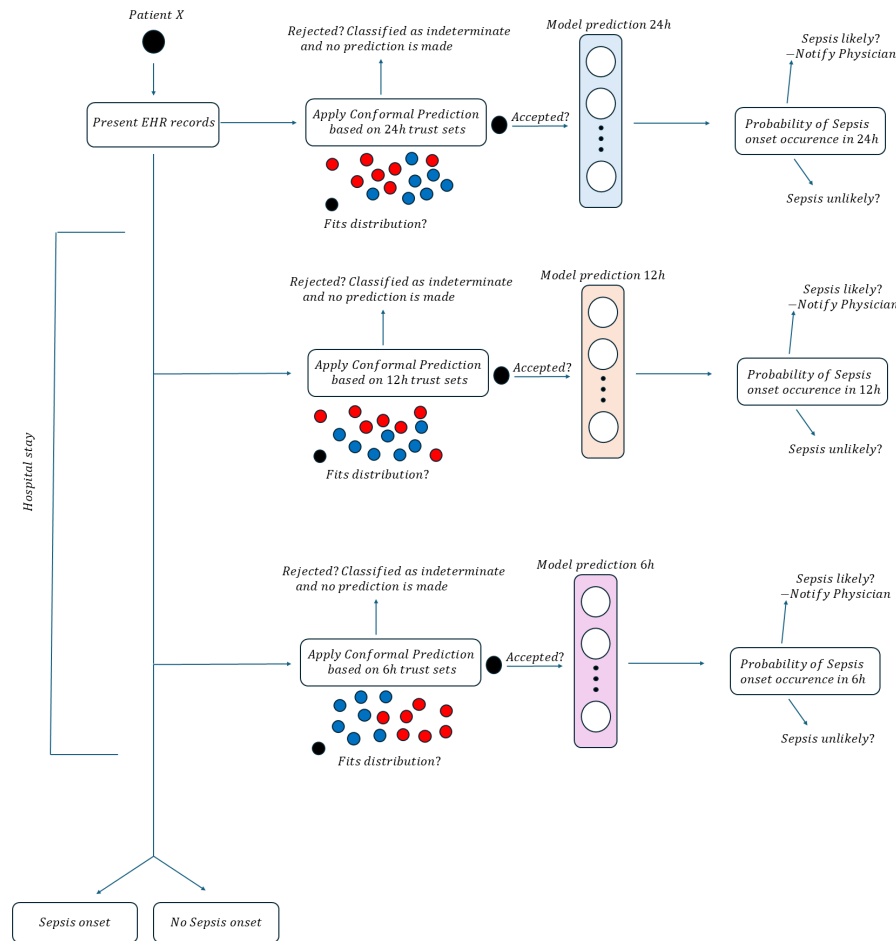 Patient X
Present EHR records
Rejected? Classified as indeterminate
and no prediction is made
Apply Conformal Prediction
based on 24h trust sets
Fits distribution?
Accepted?
Model prediction 24h
Probability of Sepsis
onset occurence in 24h
Sepsis likely?
−Notify Physician
Sepsis unlikely?
Hospital stay
Rejected? Classified as indeterminate
and no prediction is made
Apply Conformal Prediction
based on 12h trust sets
Fits distribution?
Accepted?
Model prediction 12h
Probability of Sepsis
onset occurence in 12h
Sepsis likely?
−Notify Physician
Sepsis unlikely?
Rejected? Classified as indeterminate
and no prediction is made
Apply Conformal Prediction
based on 6h trust sets
Fits distribution?
Accepted?
Model prediction 6h
Probability of Sepsis
onset occurence in 6h
Sepsis likely?
−Notify Physician
Sepsis unlikely?
Sepsis onset
No Sepsis onset